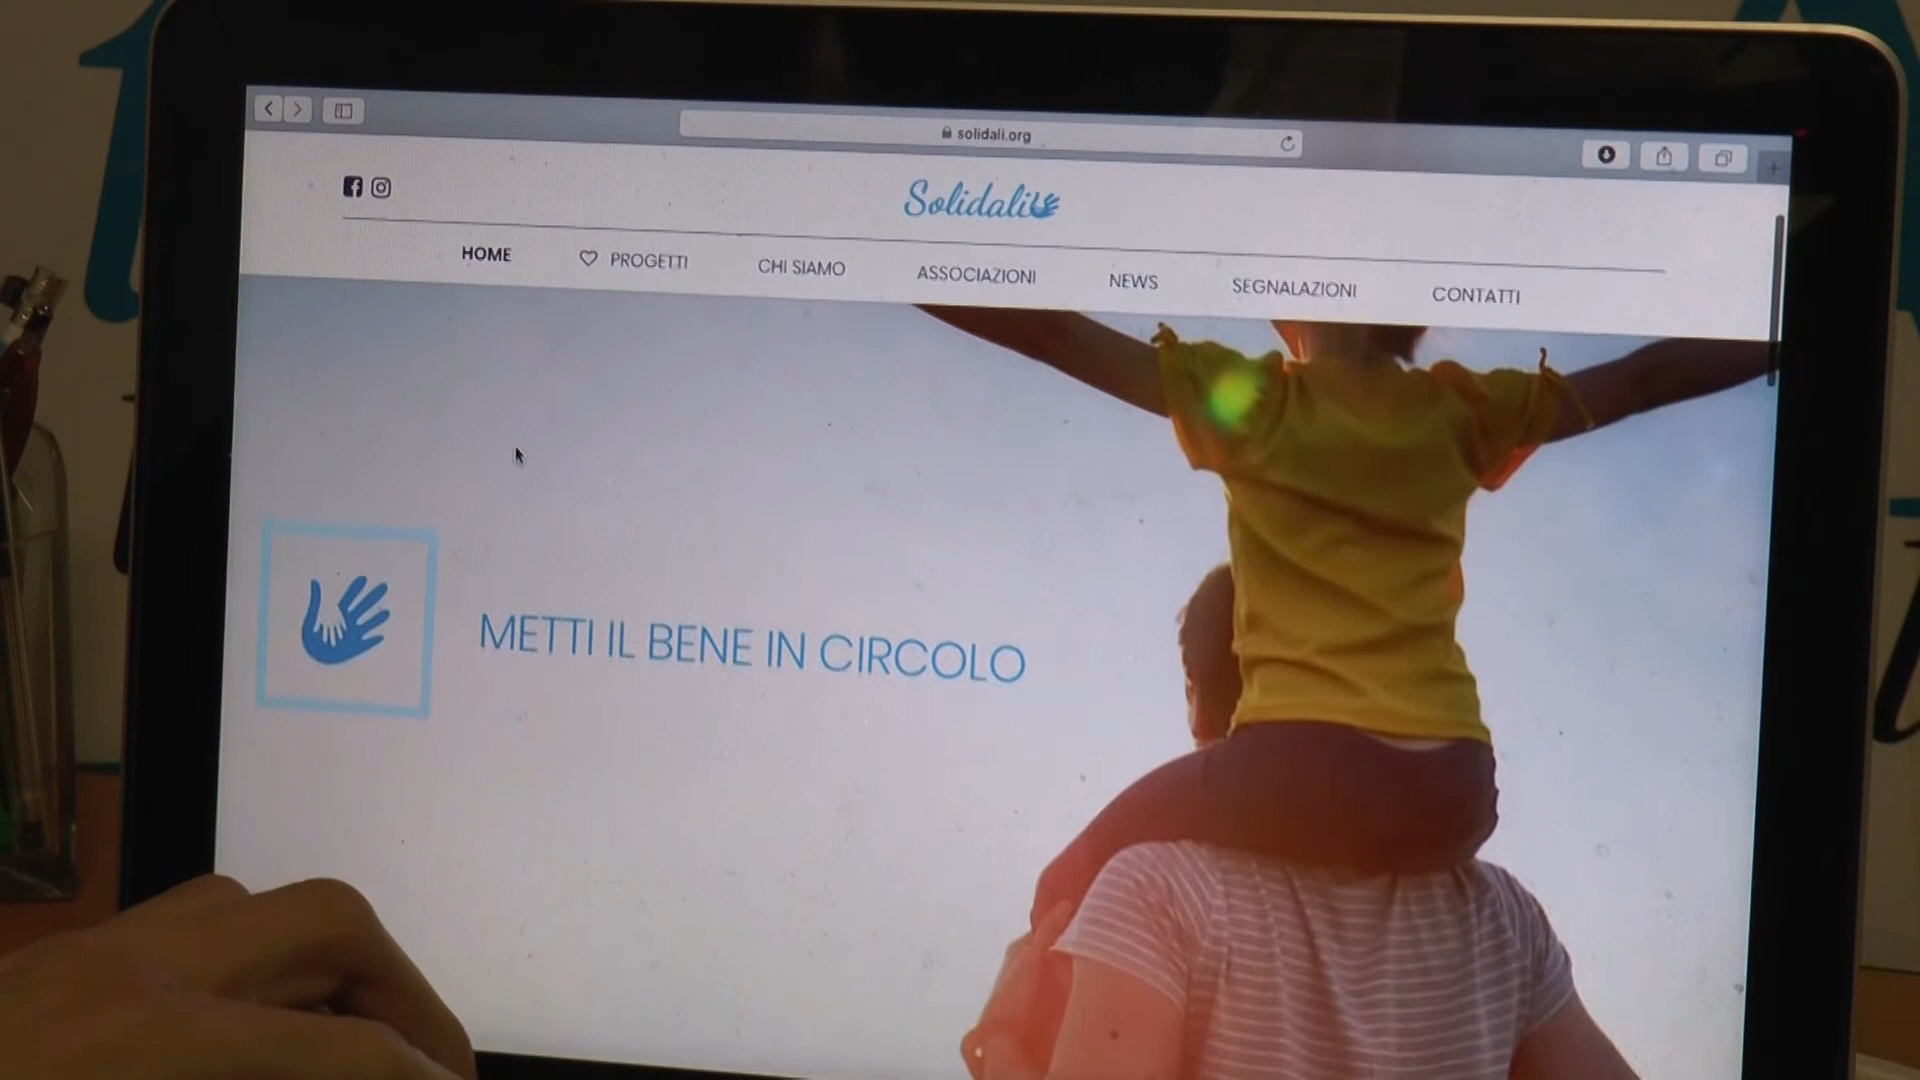 solidali.org
Solidali
HOME PROGETTI CHI SIAMO ASSOCIAZIONI NEWS SEGNALAZIONI CONTATTI
METTI IL BENE IN CIRCOLO